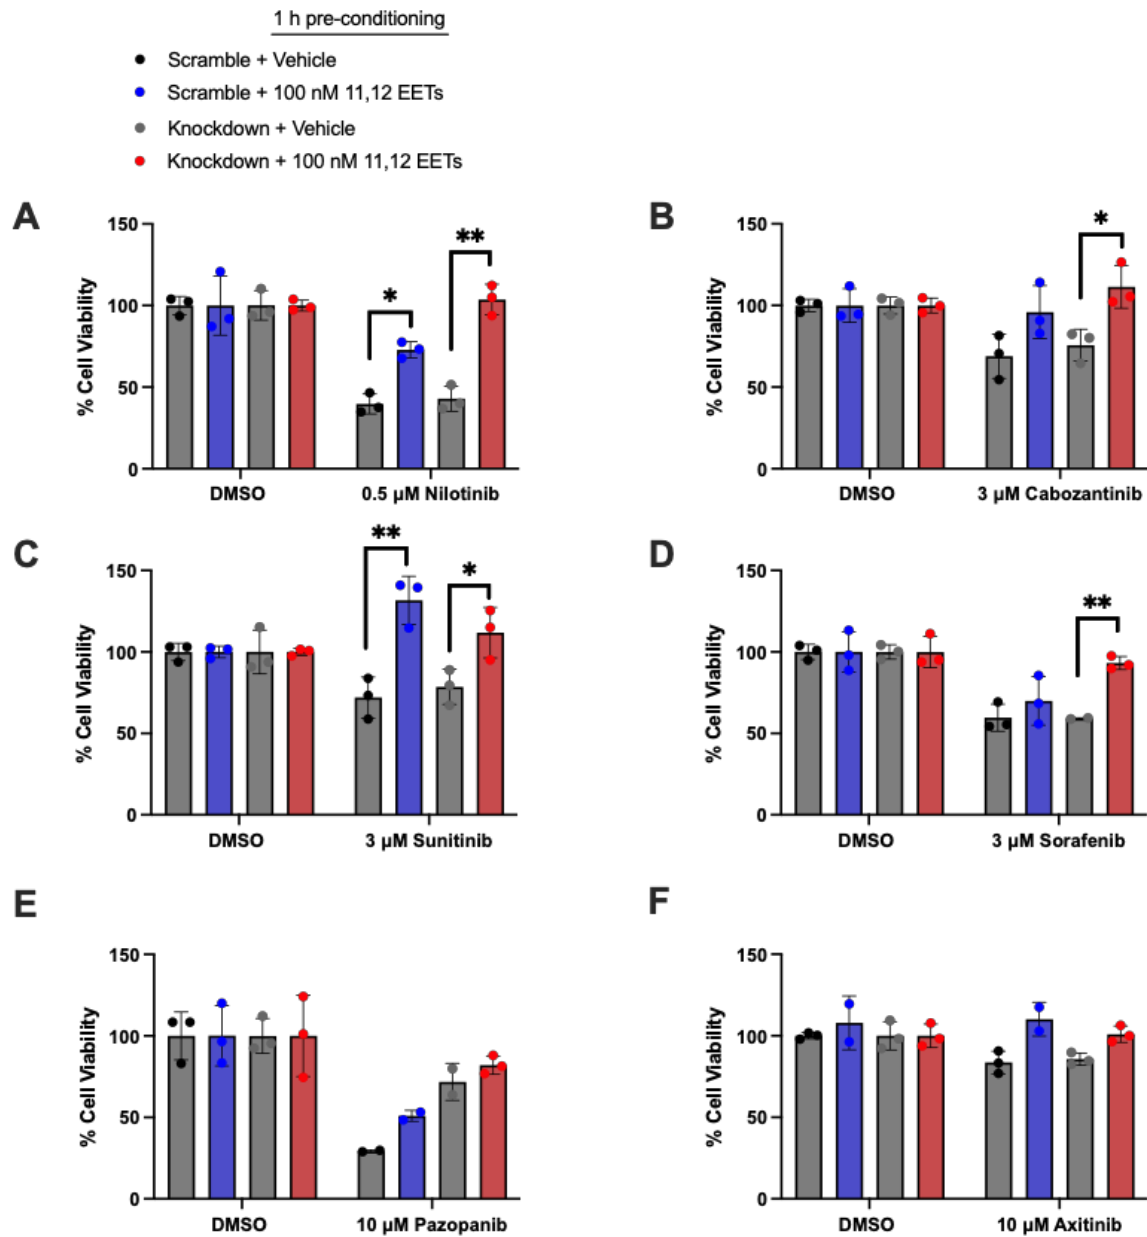 1 h pre-conditioning
Scramble + Vehicle
Scramble + 100 nM 11,12 EETs
Knockdown + Vehicle
Knockdown + 100 nM 11,12 EETs
A
% Cell Viability
150
100
50
0
*
**
DMSO
0.5 µM Nilotinib
B
% Cell Viability
150
100
50
0
*
DMSO
3 µM Cabozantinib
C
% Cell Viability
150
100
50
0
**
*
DMSO
3 µM Sunitinib
D
% Cell Viability
150
100
50
0
**
DMSO
3 µM Sorafenib
E
% Cell Viability
150
100
50
0
DMSO
10 µM Pazopanib
F
% Cell Viability
150
100
50
0
DMSO
10 µM Axitinib